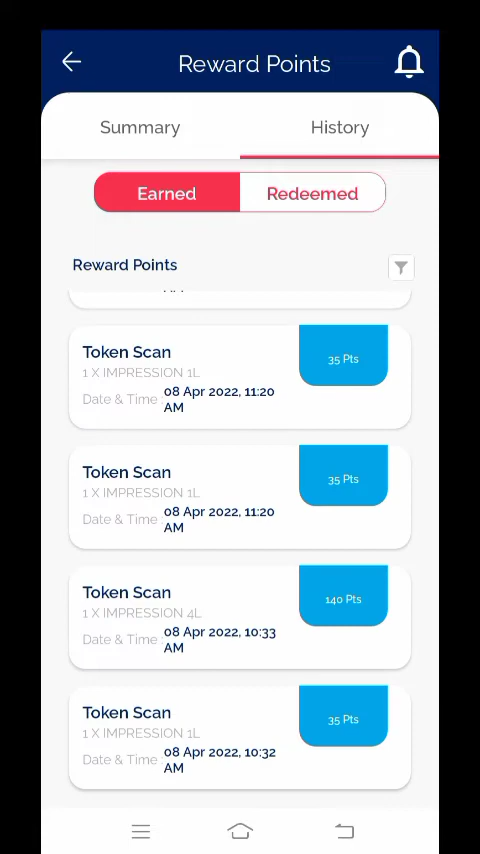 Reward Points
Summary
History
Earned
Redeemed
Reward Points
Token Scan
35 Pts
1 X IMPRESSION 1L
Date & Time : 08 Apr 2022, 11:20
AM
Token Scan
35 Pts
1 X IMPRESSION 1L
Date & Time : 08 Apr 2022, 11:20
AM
Token Scan
140 Pts
1 X IMPRESSION 4L
Date & Time : 08 Apr 2022, 10:33
AM
Token Scan
35 Pts
1 X IMPRESSION 1L
Date & Time : 08 Apr 2022, 10:32
AM